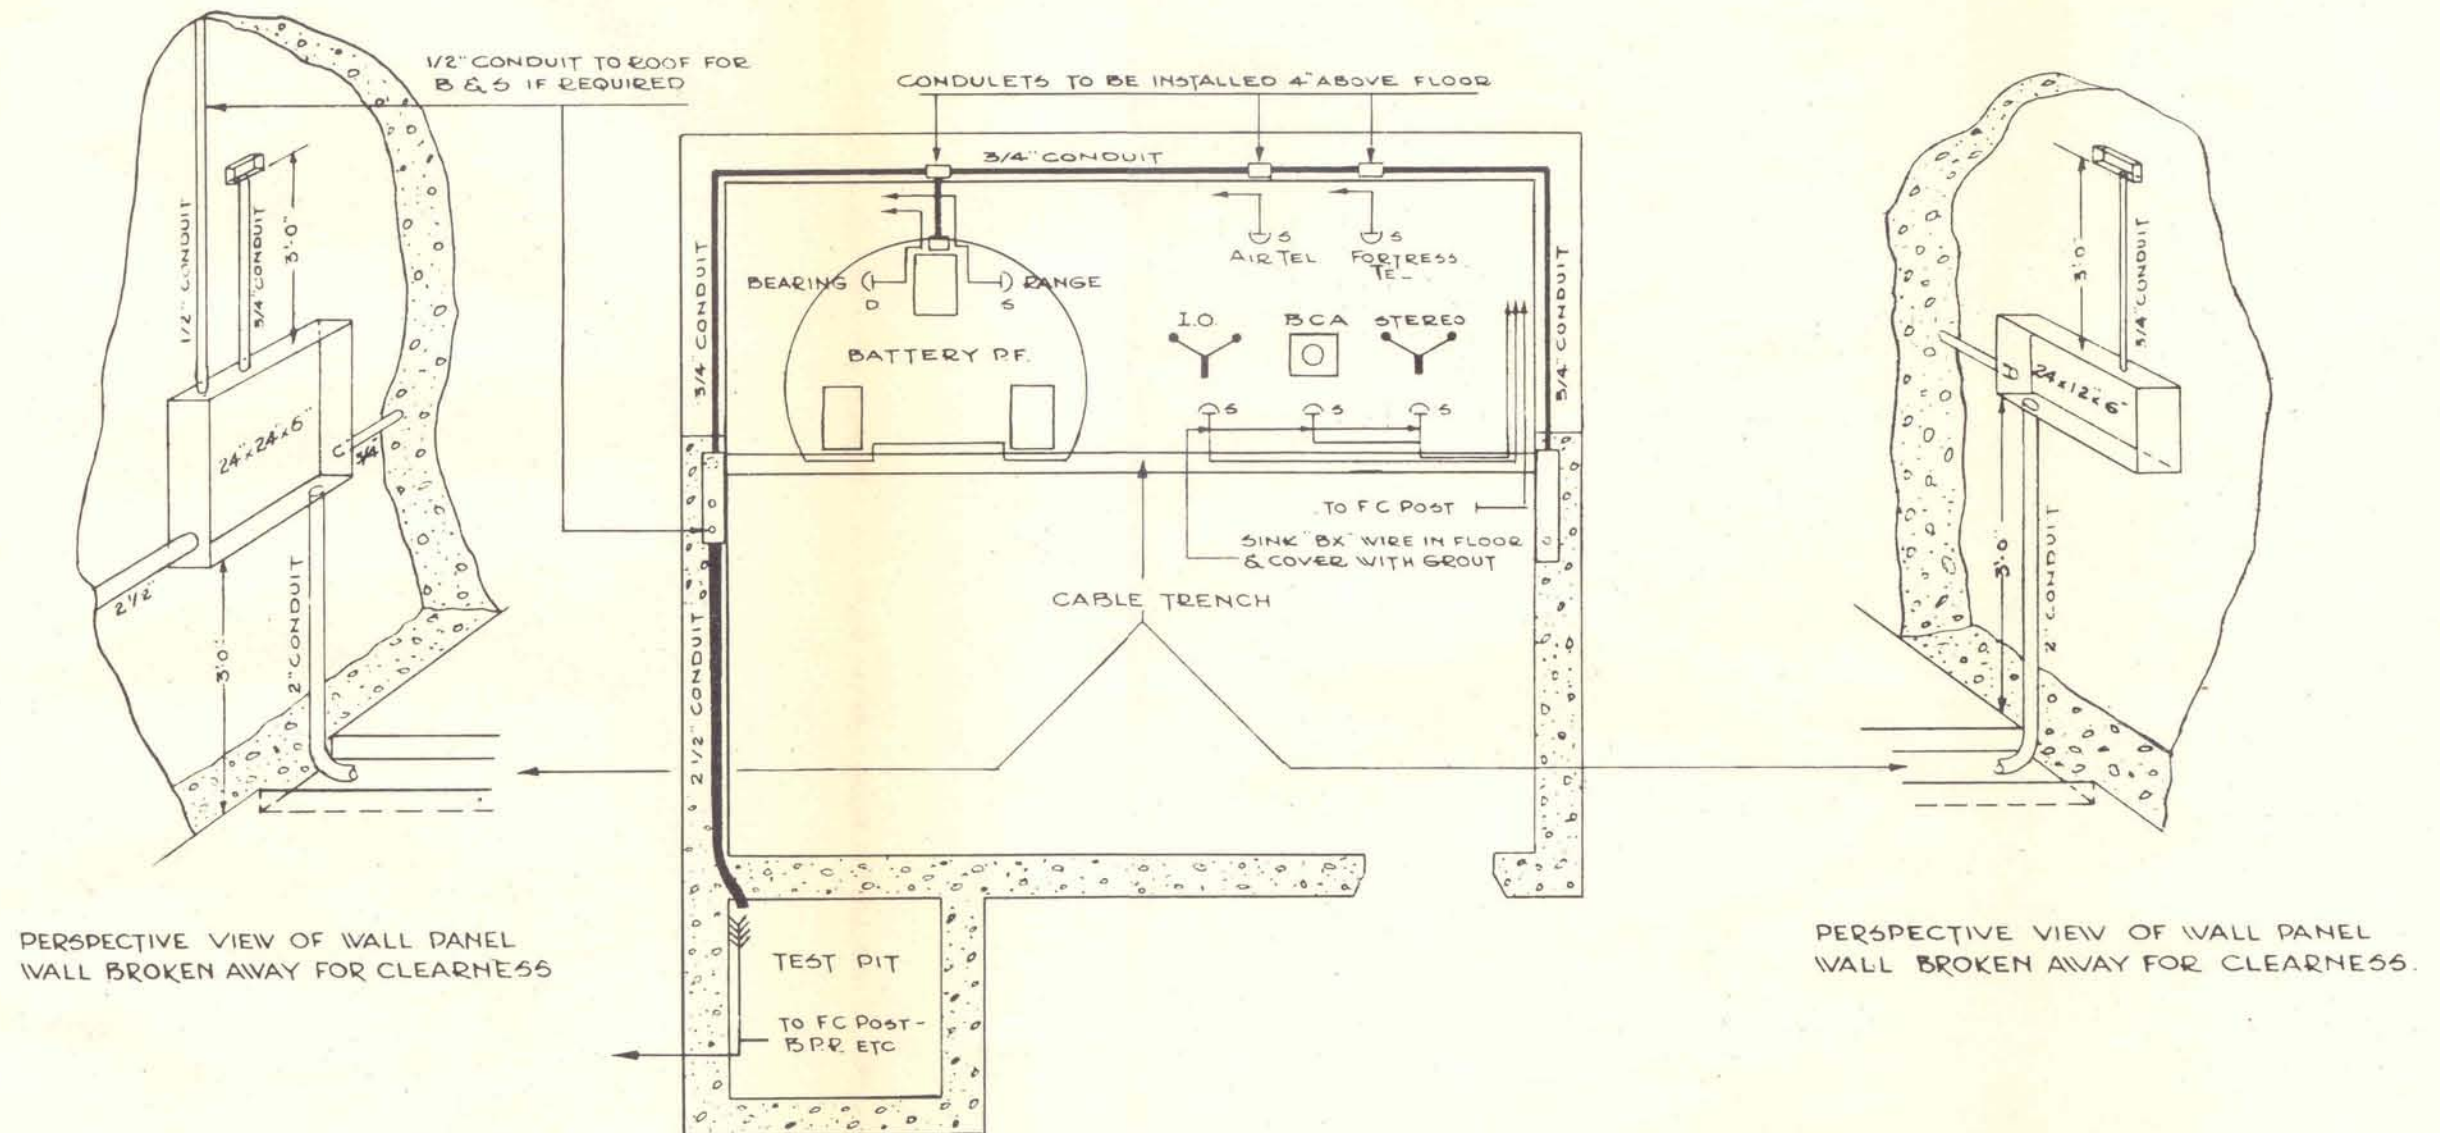 1/2" CONDUIT TO ROOF FOR
B & S IF REQUIRED
CONDULETS TO BE INSTALLED 4" ABOVE FLOOR
3/4" CONDUIT
1/2" CONDUIT
3/4" CONDUIT
3'-0"
24" x 24" x 6"
3/4"
2 1/2"
3'-0"
2" CONDUIT
3/4" CONDUIT
BEARING
D
RANGE
S
BATTERY P.F.
S
AIR TEL
S
FORTRESS
I.O.
BCA
STEREO
S
S
S
3/4" CONDUIT
TO F C POST
SINK "BX" WIRE IN FLOOR
& COVER WITH GROUT
CABLE TRENCH
2 1/2" CONDUIT
TEST PIT
TO FC POST-
B.P.R. ETC
3'-0"
3/4" CONDUIT
24" x 12" x 6"
3'-0"
2" CONDUIT
PERSPECTIVE VIEW OF WALL PANEL
WALL BROKEN AWAY FOR CLEARNESS
PERSPECTIVE VIEW OF WALL PANEL
WALL BROKEN AWAY FOR CLEARNESS.